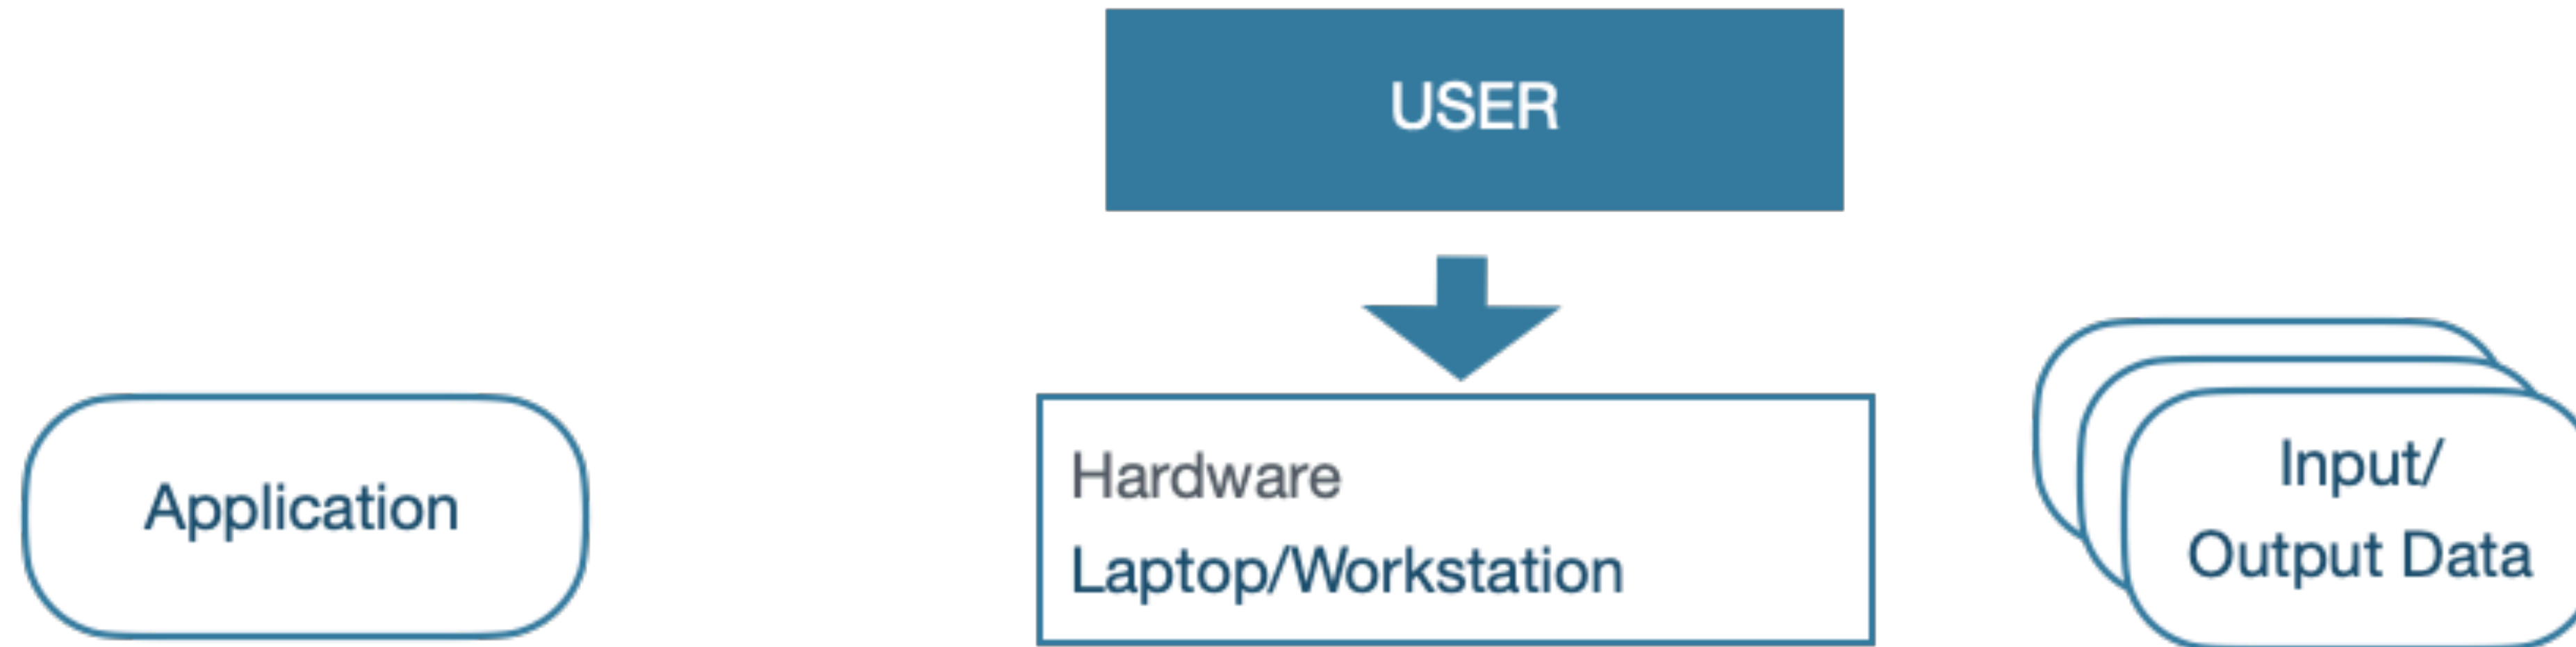 USER
Application
Hardware
Laptop/Workstation
Input/
Output Data